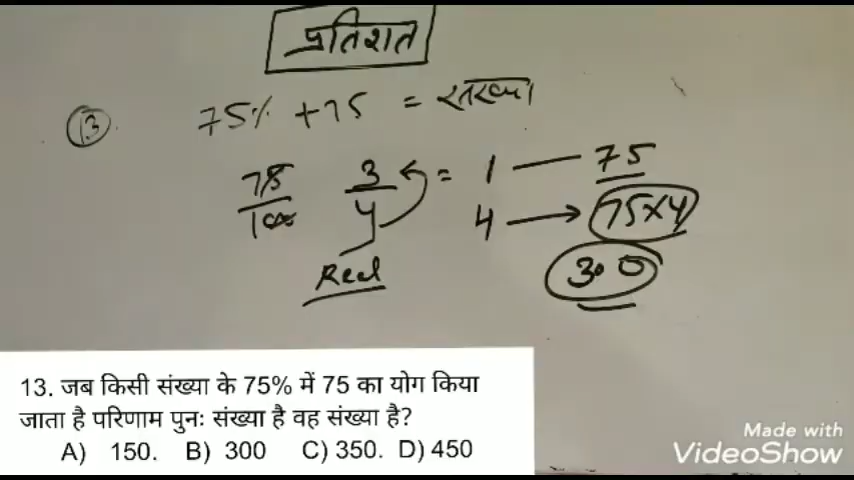 प्रतिशत
13. 75% + 75 = संख्या
75/100 3/4 = 1 — 75
4 → 75×4
Real
300
13. जब किसी संख्या के 75% में 75 का योग किया
जाता है परिणाम पुनः संख्या है वह संख्या है?
A) 150. B) 300 C) 350. D) 450
Made with
VideoShow